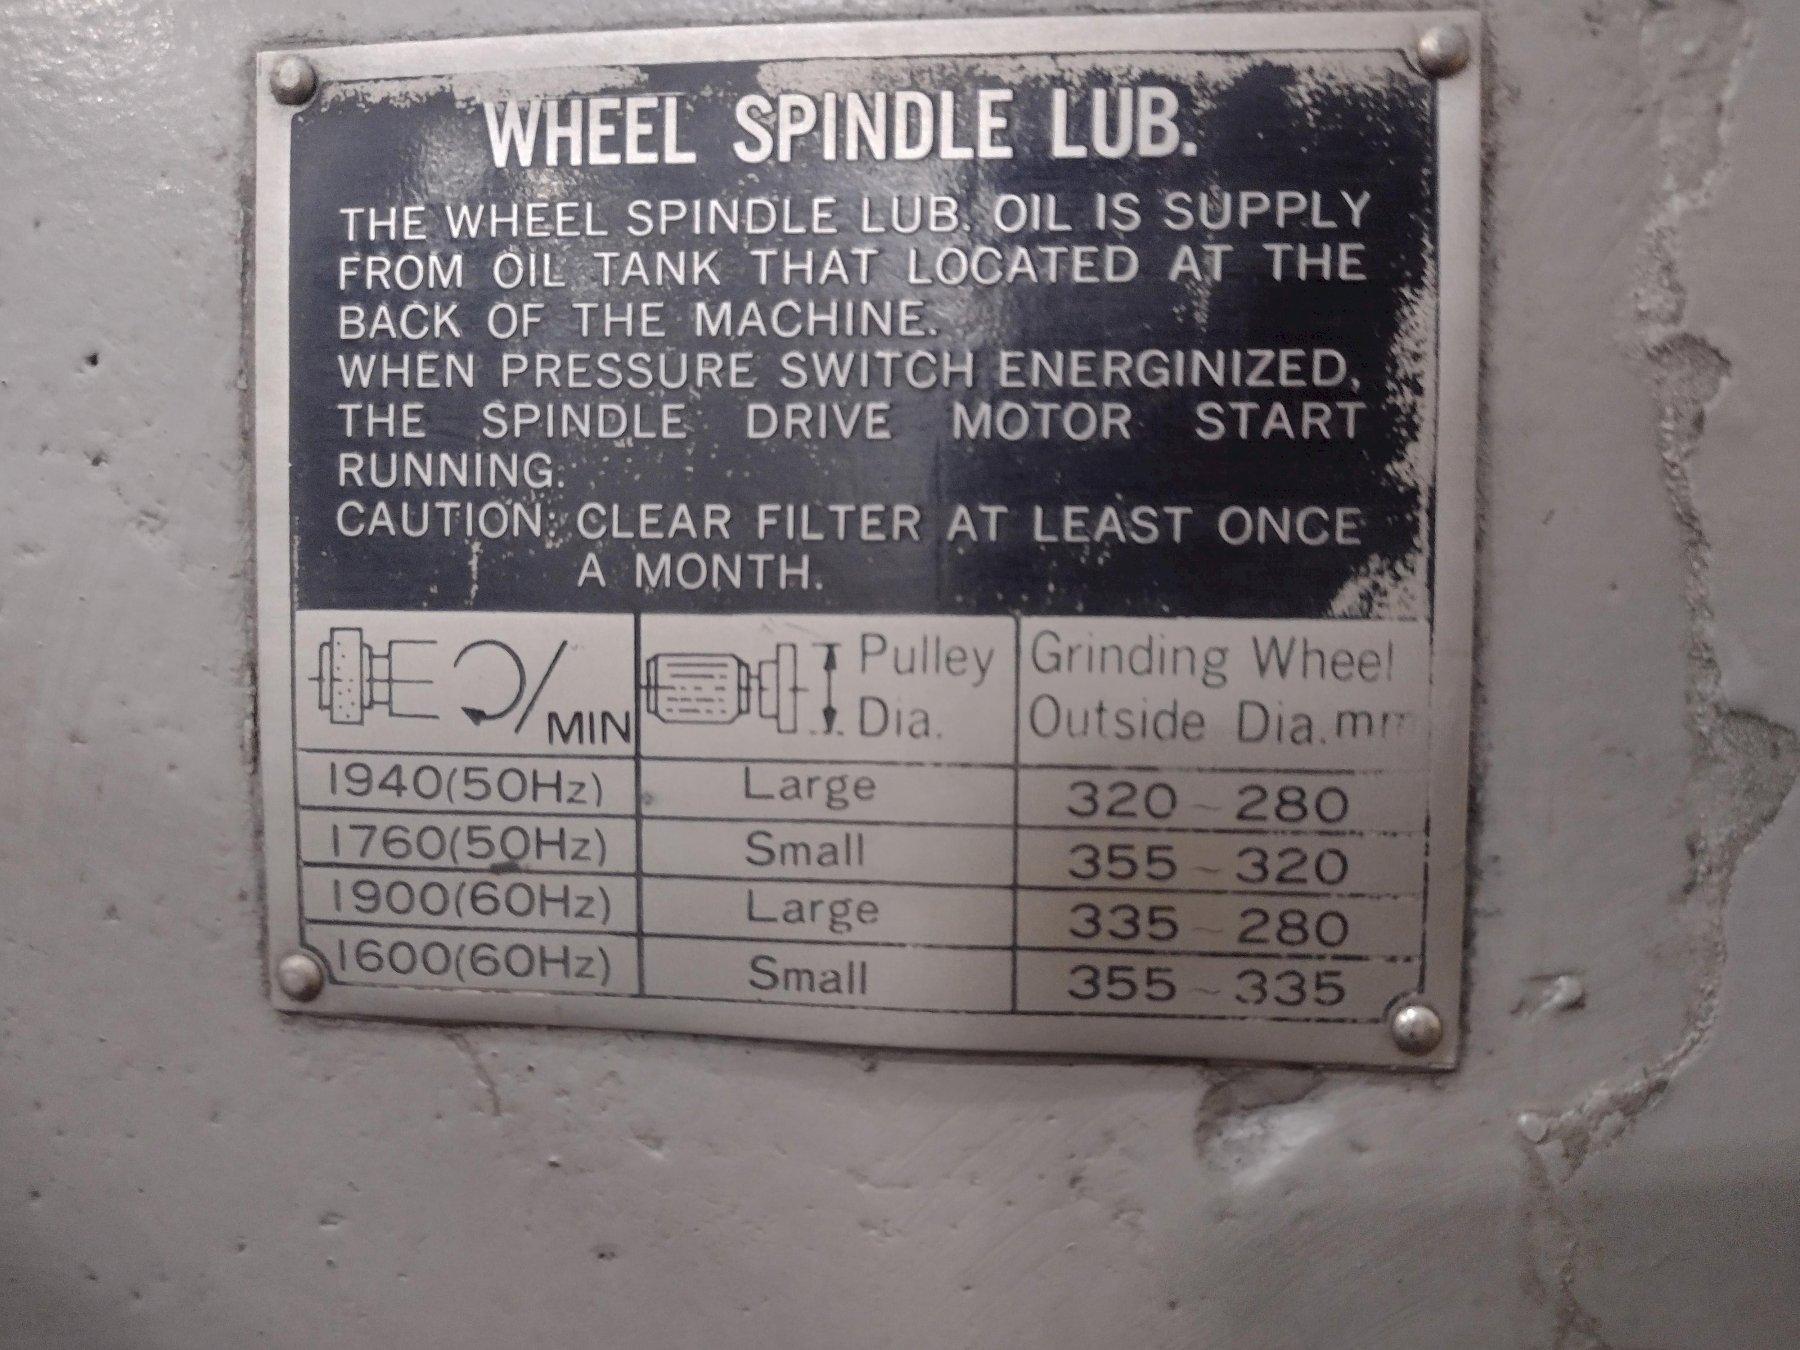 WHEEL SPINDLE LUB.
THE WHEEL SPINDLE LUB. OIL IS SUPPLY
FROM OIL TANK THAT LOCATED AT THE
BACK OF THE MACHINE.
WHEN PRESSURE SWITCH ENERGINIZED,
THE SPINDLE DRIVE MOTOR START
RUNNING.
CAUTION: CLEAR FILTER AT LEAST ONCE
A MONTH.
/MIN Pulley Dia. Grinding Wheel Outside Dia. mm
1940(50Hz) Large 320~280
1760(50Hz) Small 355~320
1900(60Hz) Large 335~280
1600(60Hz) Small 355~335